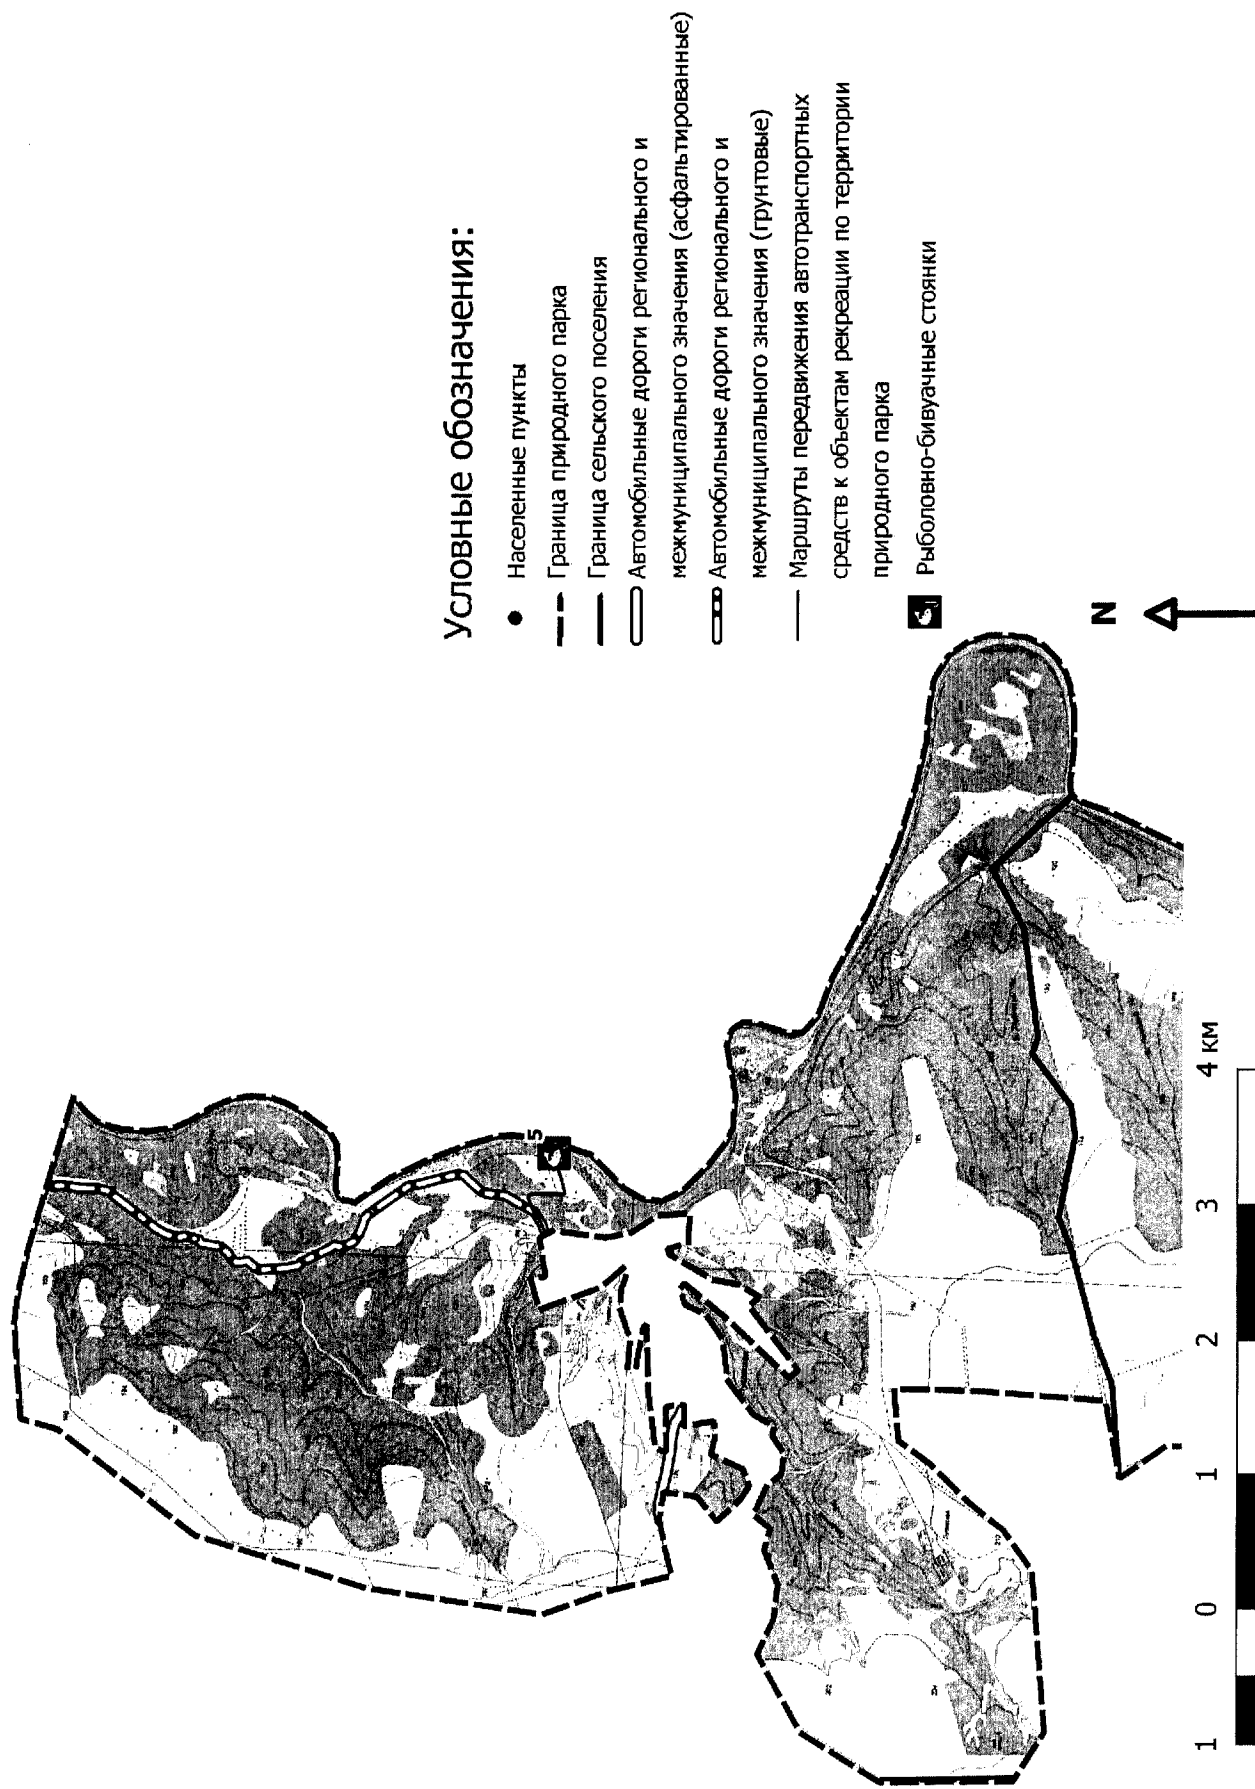 Условные обозначения:
Населенные пункты
Граница природного парка
Граница сельского поселения
Автомобильные дороги регионального и
межмуниципального значения (асфальтированные)
Автомобильные дороги регионального и
межмуниципального значения (грунтовые)
Маршруты передвижения автотранспортных
средств к объектам рекреации по территории
природного парка
Рыболовно-бивуачные стоянки
N
5
1 0 1 2 3 4 км